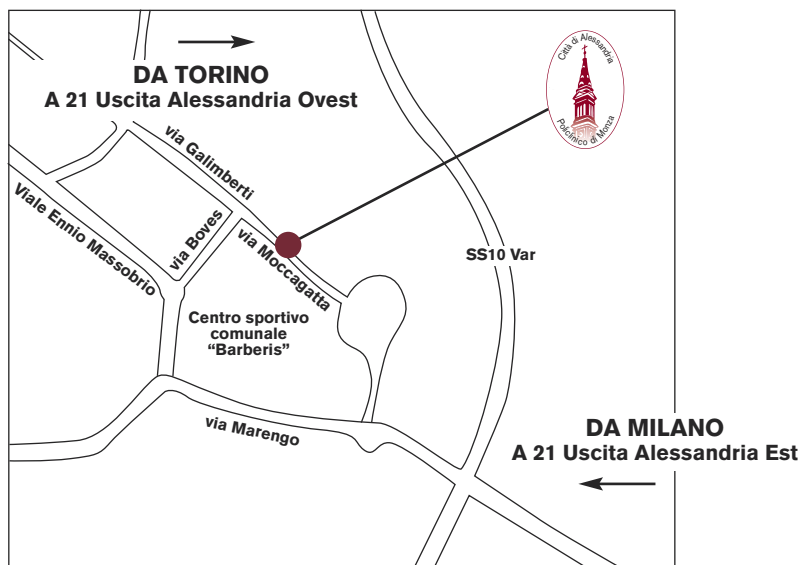 DA TORINO
A 21 Uscita Alessandria Ovest
Città di Alessandria
Policlinico di Monza
via Galimberti
Viale Ennio Massobrio
via Boves
via Moccagatta
SS10 Var
Centro sportivo
comunale
“Barberis”
via Marengo
DA MILANO
A 21 Uscita Alessandria Est